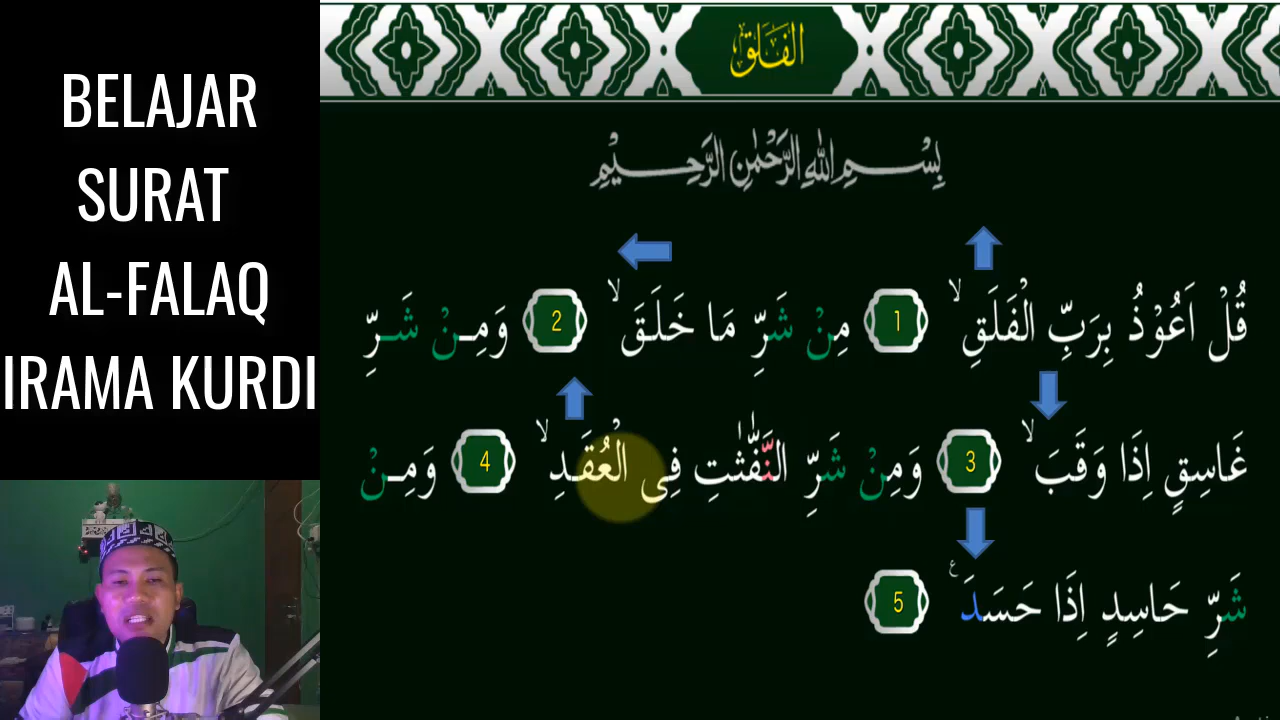 BELAJAR
SURAT
AL-FALAQ
IRAMA KURDI
الفَلَق
بِسْمِ اللّٰهِ الرَّحْمٰنِ الرَّحِيْمِ
قُلْ اَعُوْذُ بِرَبِّ الْفَلَقِۙ 1 مِنْ شَرِّ مَا خَلَقَۙ 2 وَمِنْ شَرِّ
غَاسِقٍ اِذَا وَقَبَۙ 3 وَمِنْ شَرِّ النَّفّٰثٰتِ فِى الْعُقَدِۙ 4 وَمِنْ
شَرِّ حَاسِدٍ اِذَا حَسَدَࣖ 5